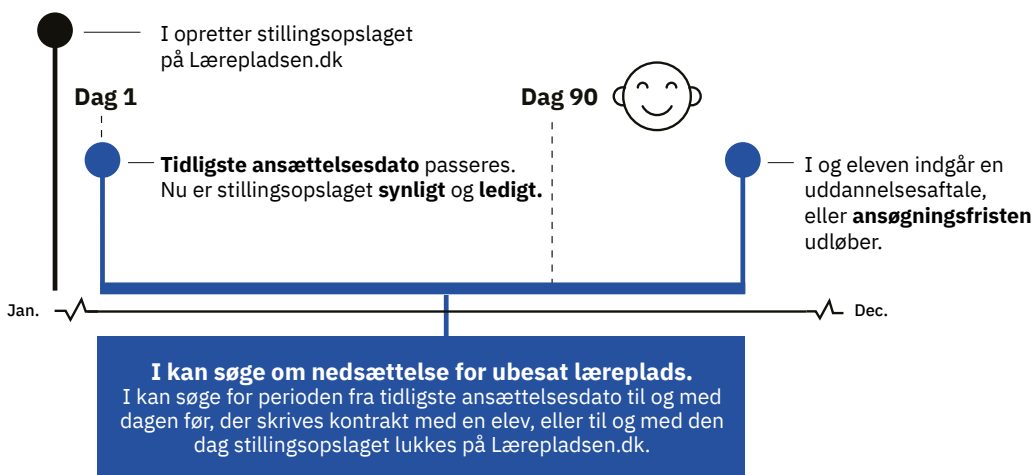 I opretter stillingsopslaget
på Lærepladsen.dk
Dag 1
Dag 90
Tidligste ansættelsesdato passeres.
Nu er stillingsopslaget synligt og ledigt.
I og eleven indgår en
uddannelsesaftale,
eller ansøgningsfristen
udløber.
Jan.
Dec.
I kan søge om nedsættelse for ubesat læreplads.
I kan søge for perioden fra tidligste ansættelsesdato til og med
dagen før, der skrives kontrakt med en elev, eller til og med den
dag stillingsopslaget lukkes på Lærepladsen.dk.